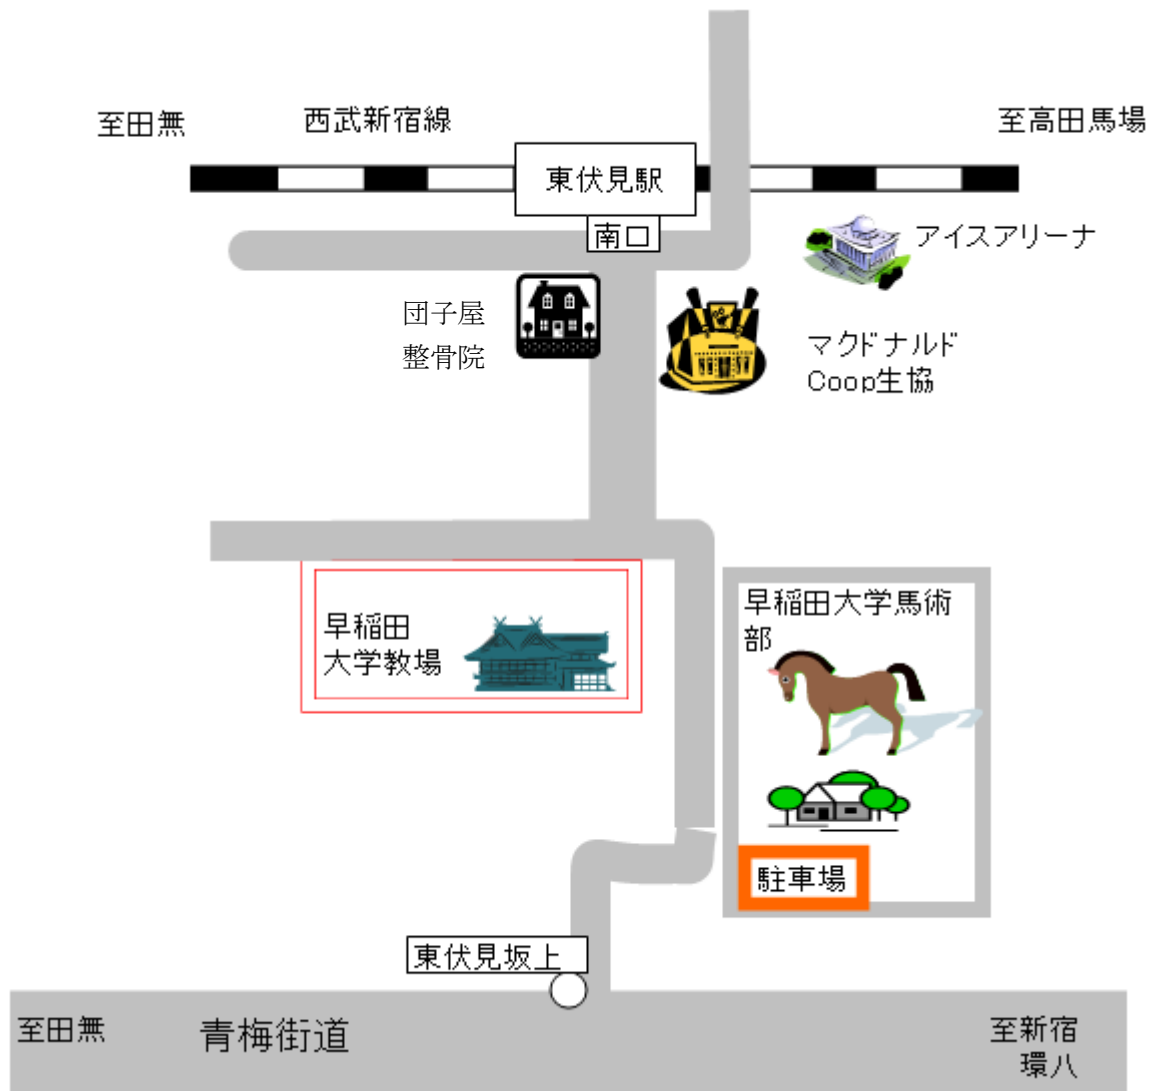 至田無
西武新宿線
至高田馬場
東伏見駅
南口
アイスアリーナ
団子屋
整骨院
マクドナルド
Coop生協
早稲田
大学教場
早稲田大学馬術
部
駐車場
東伏見坂上
至田無
青梅街道
至新宿
環八